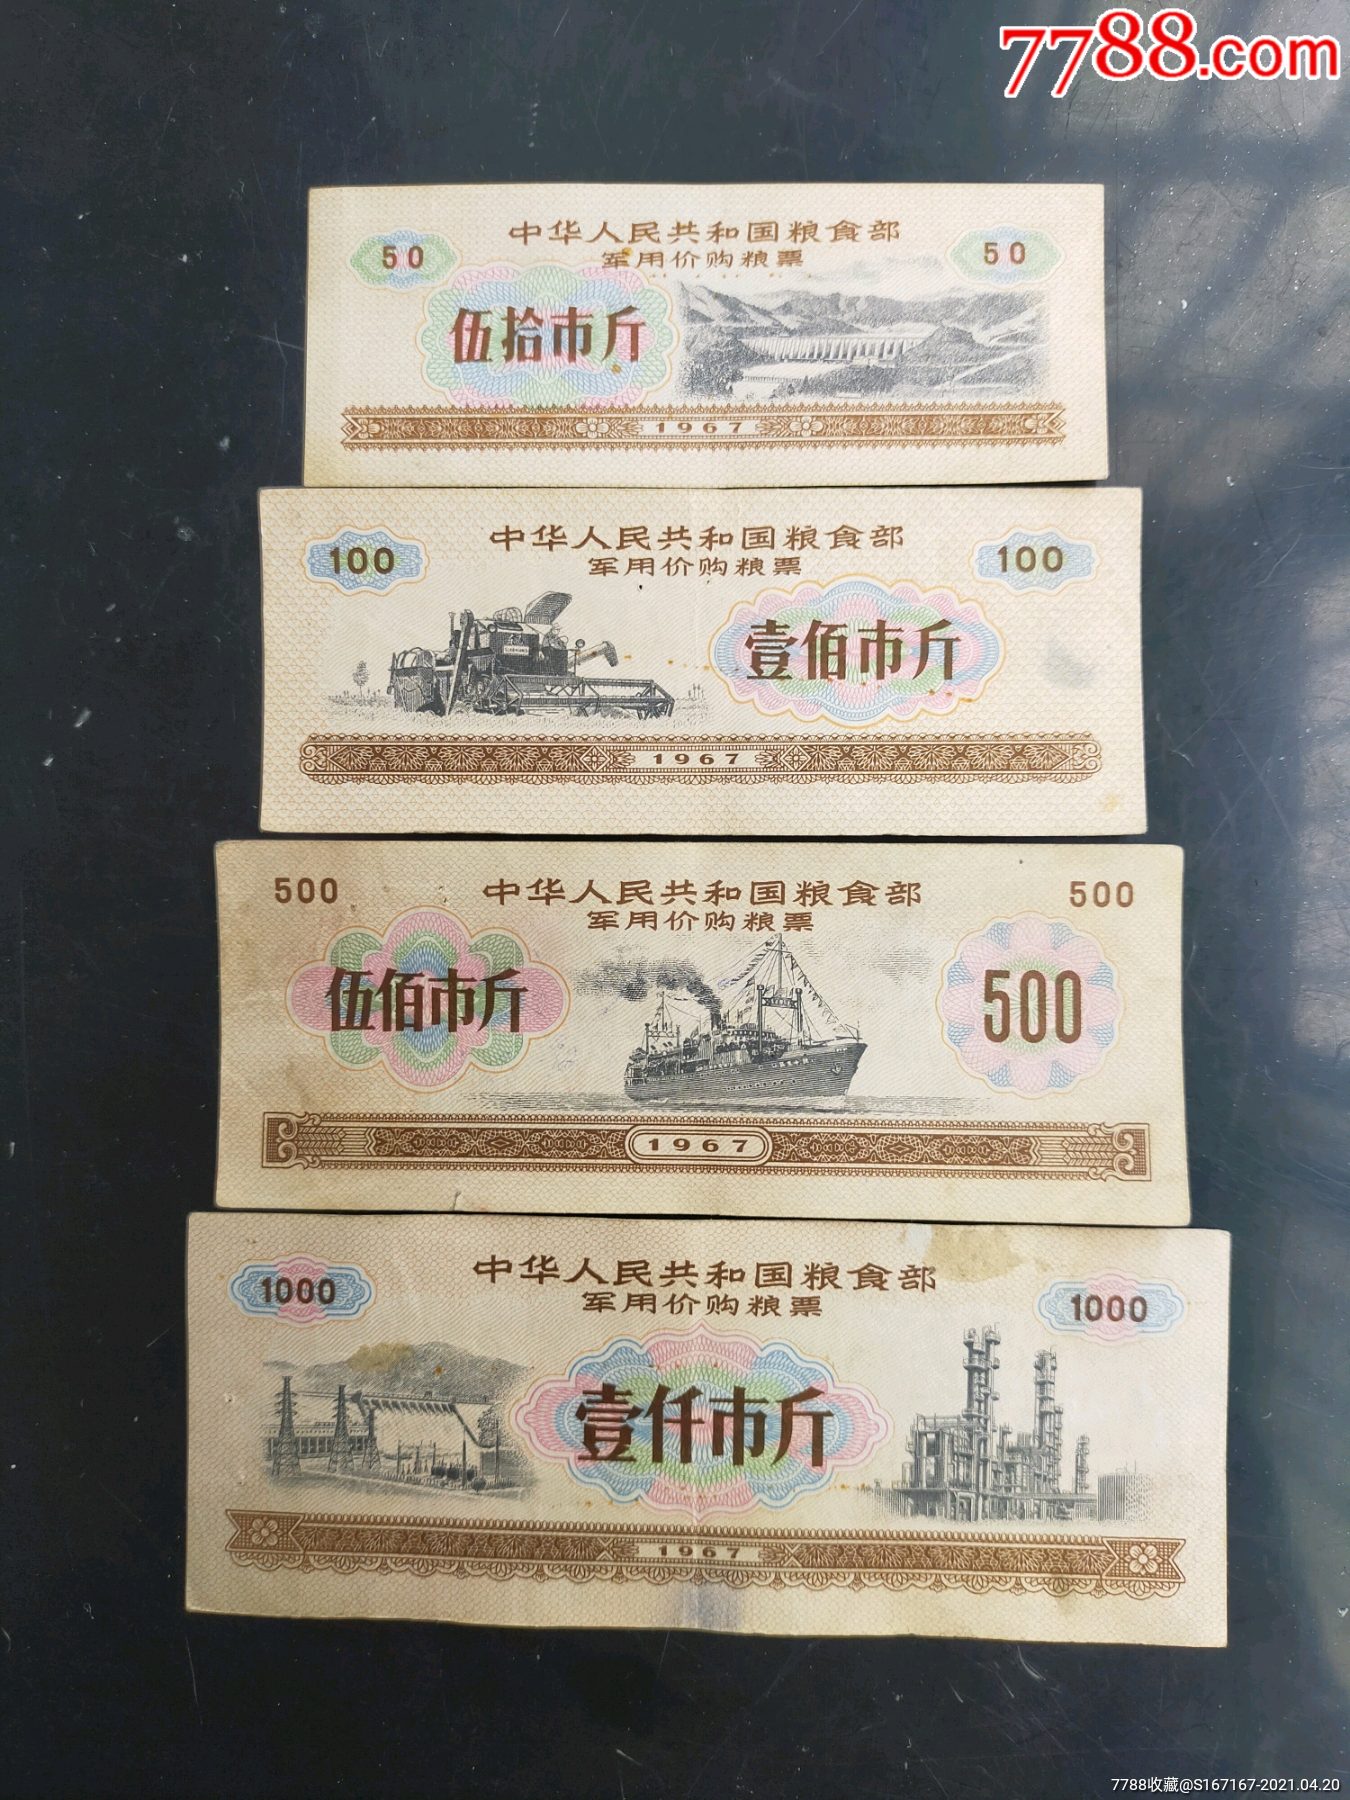 7788.com
中华人民共和国粮食部
军用价购粮票
50
50
伍拾市斤
1967
中华人民共和国粮食部
军用价购粮票
100
100
壹佰市斤
1967
500
中华人民共和国粮食部
500
军用价购粮票
伍佰市斤
500
1967
中华人民共和国粮食部
1000
军用价购粮票
1000
壹仟市斤
1967
7788收藏@S167167-2021.04.20